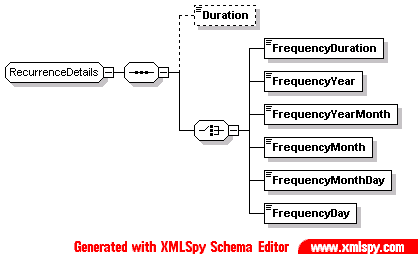 Duration
RecurrenceDetails
FrequencyDuration
FrequencyYear
FrequencyYearMonth
FrequencyMonth
FrequencyMonthDay
FrequencyDay
Generated with XMLSpy Schema Editor
www.xmlspy.com